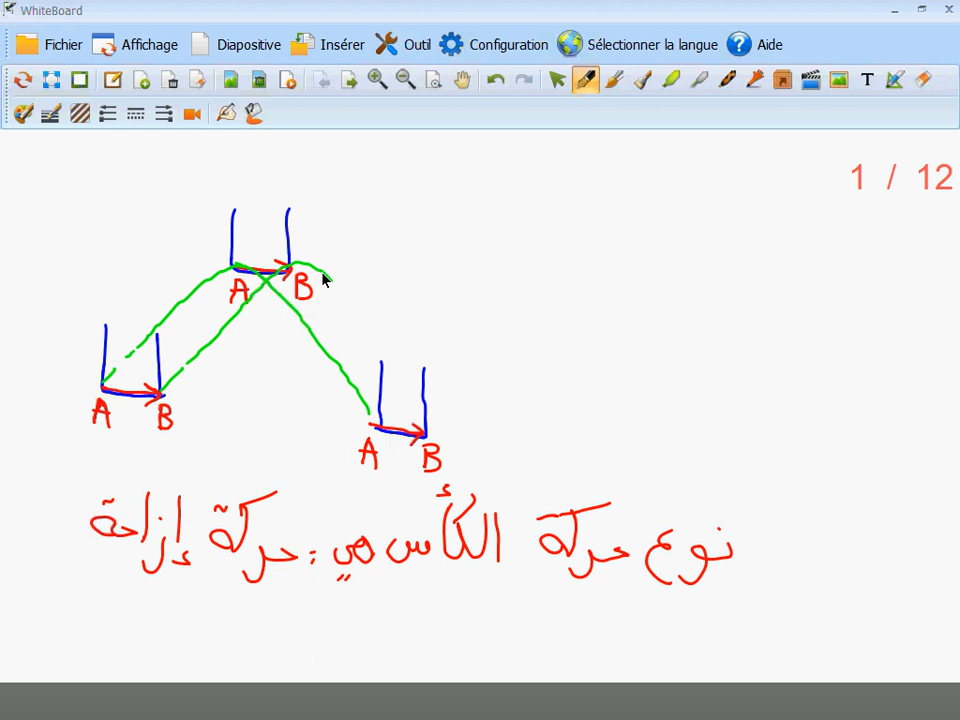 WhiteBoard
Fichier Affichage Diapositive Insérer Outil Configuration Sélectionner la langue Aide
T
1 / 12
A B
A B
A B
نوع حركة الكأس هي : حركة إزاحة